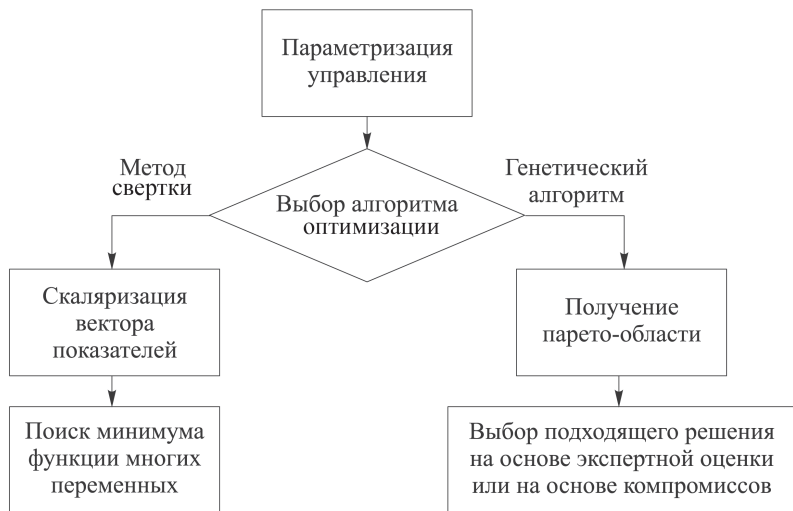 Параметризация
управления
Метод
свертки
Генетический
алгоритм
Выбор алгоритма
оптимизации
Скаляризация
вектора
показателей
Получение
парето-области
Поиск минимума
функции многих
переменных
Выбор подходящего решения
на основе экспертной оценки
или на основе компромиссов